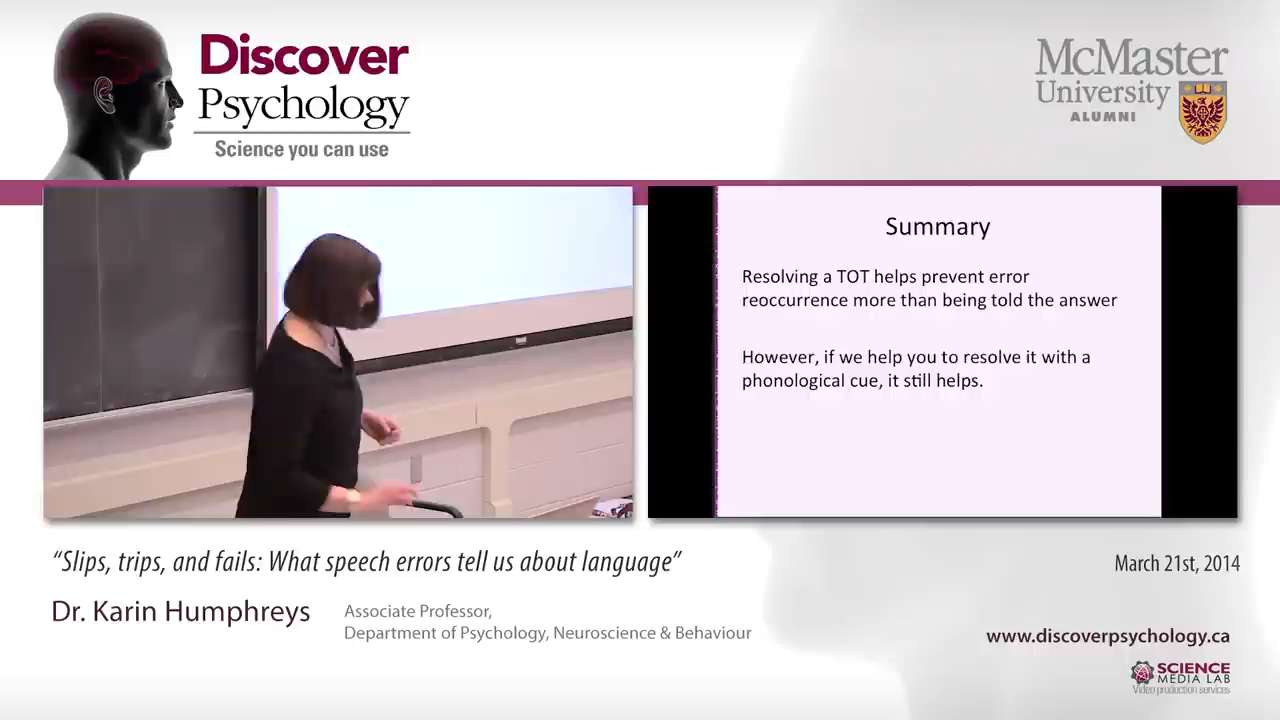 Discover
Psychology
Science you can use
McMaster
University
ALUMNI
Summary
Resolving a TOT helps prevent error
reoccurrence more than being told the answer
However, if we help you to resolve it with a
phonological cue, it still helps.
“Slips, trips, and fails: What speech errors tell us about language”
March 21st, 2014
Dr. Karin Humphreys
Associate Professor,
Department of Psychology, Neuroscience & Behaviour
www.discoverpsychology.ca
SCIENCE
MEDIA LAB
Video production services